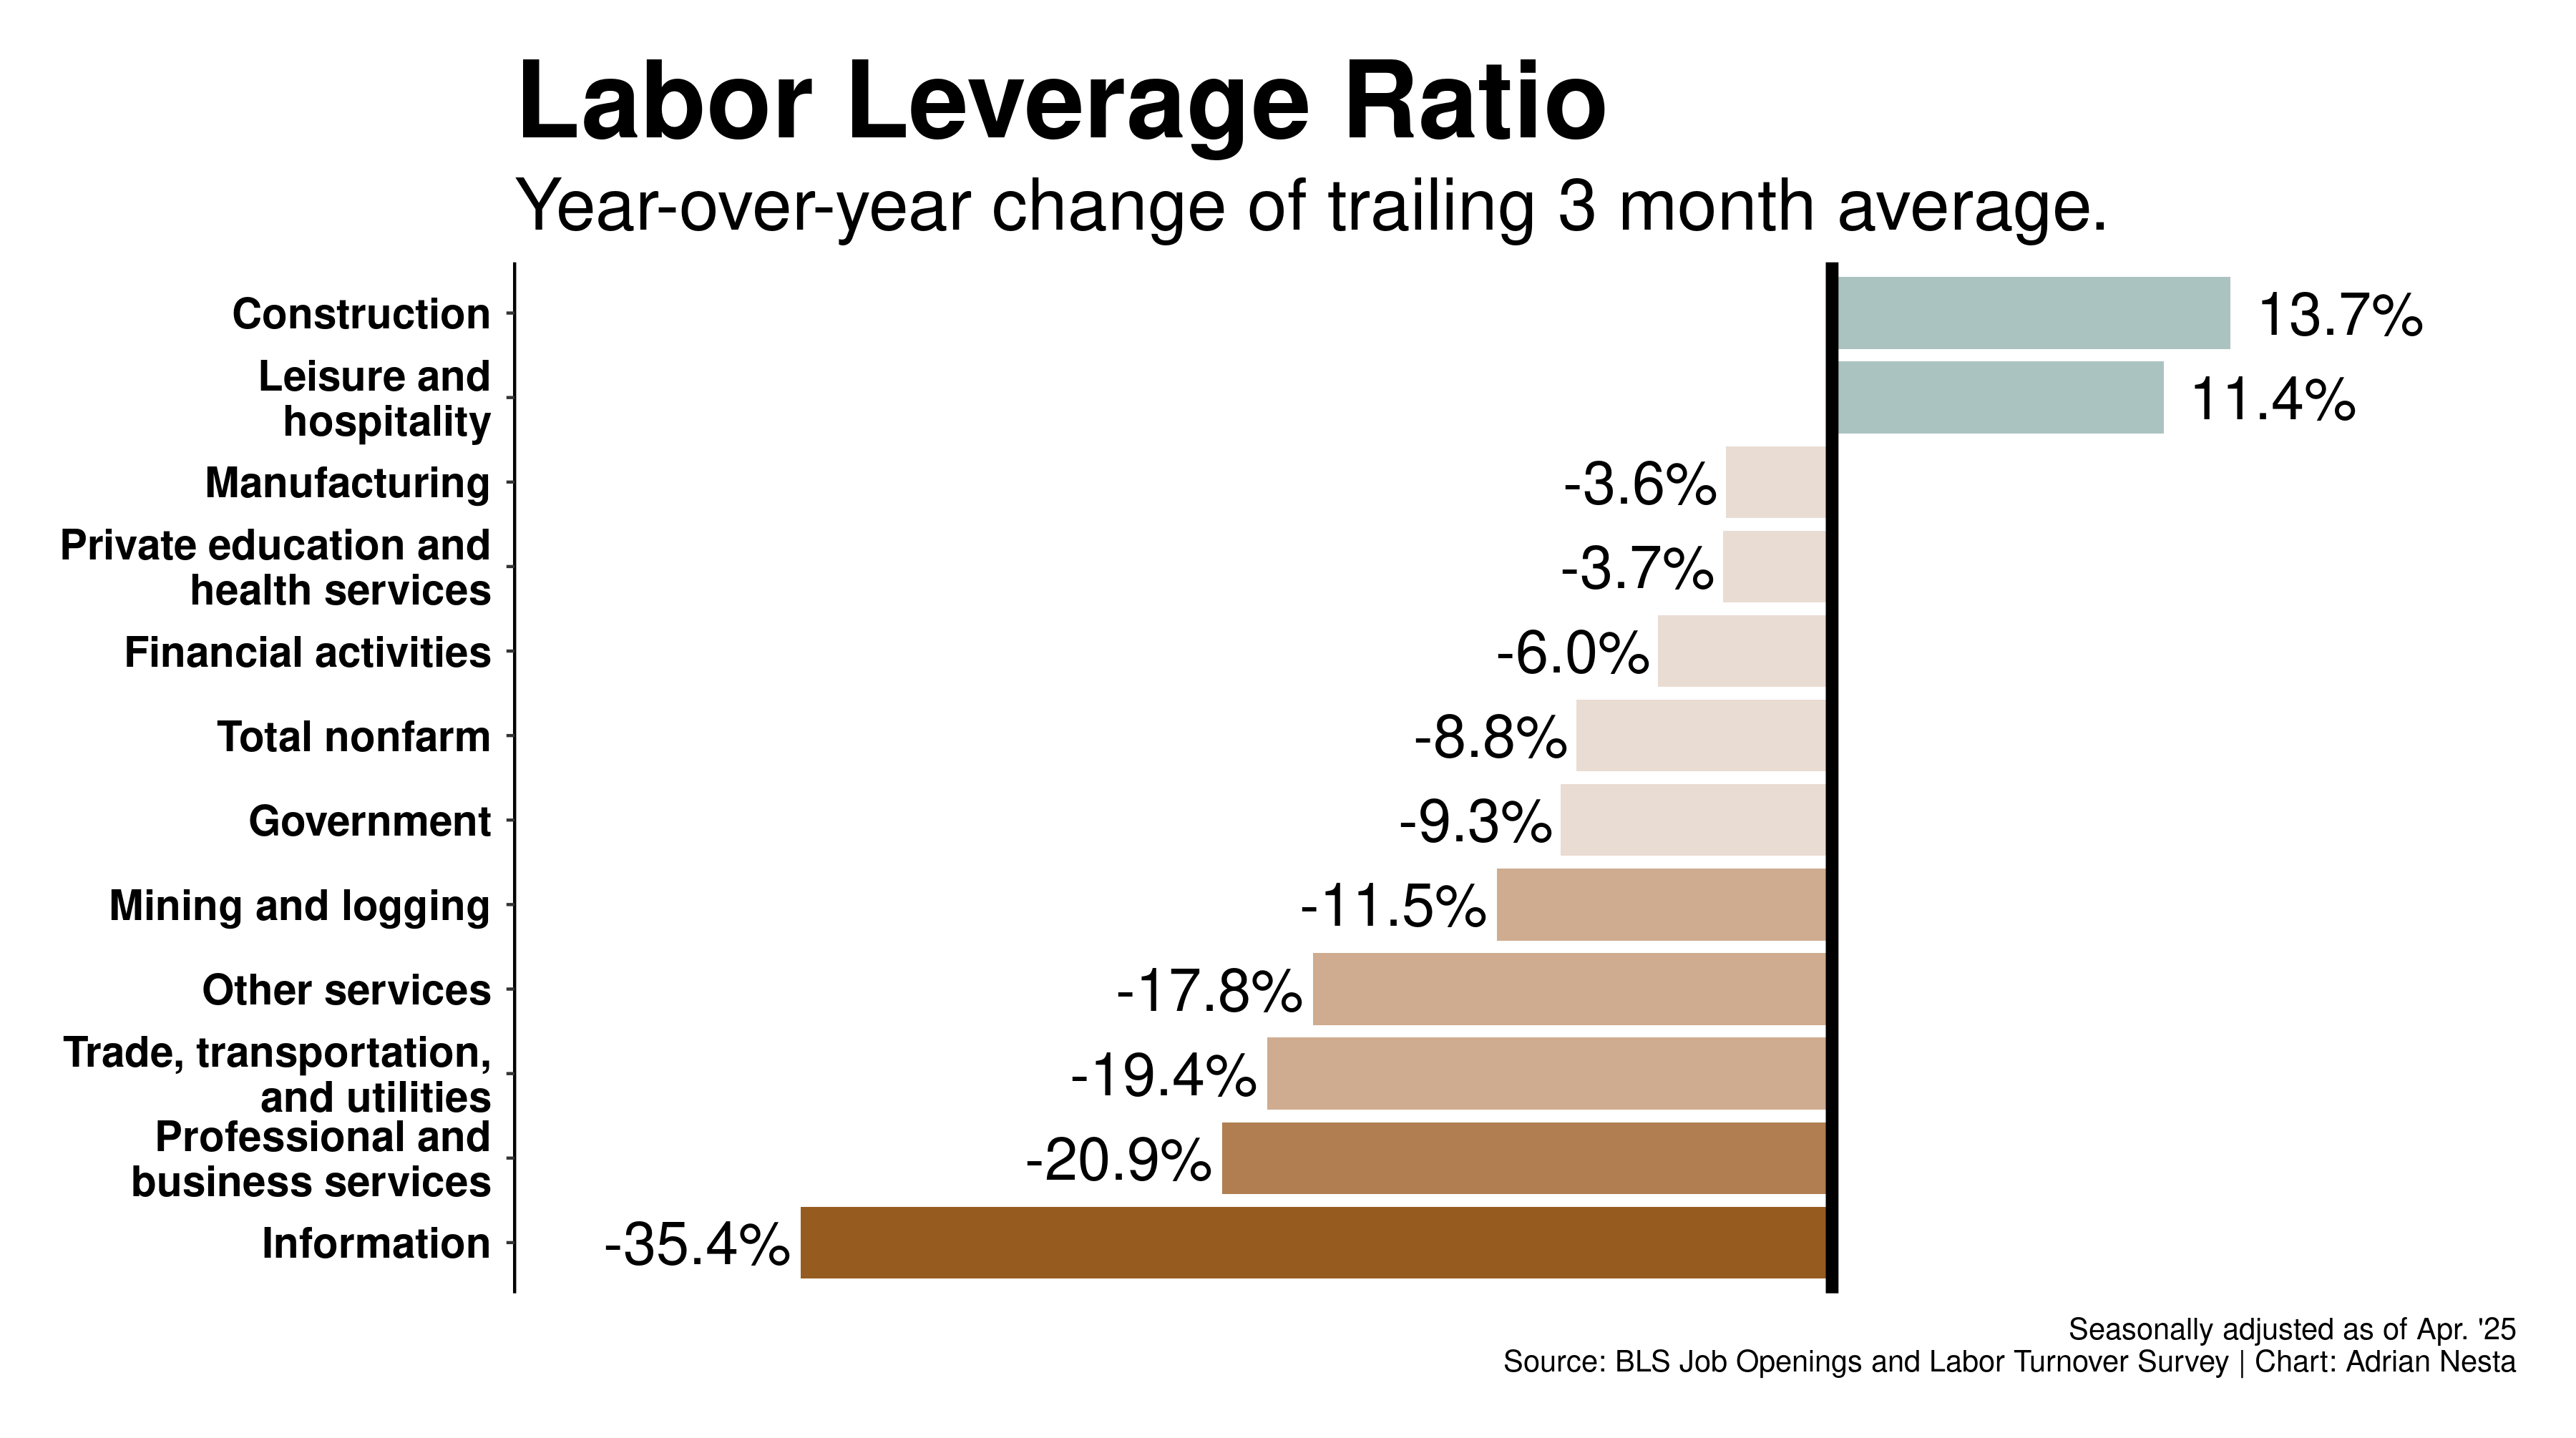 Labor Leverage Ratio
Year-over-year change of trailing 3 month average.
Construction
13.7%
Leisure and
hospitality
11.4%
Manufacturing
-3.6%
Private education and
health services
-3.7%
Financial activities
-6.0%
Total nonfarm
-8.8%
Government
-9.3%
Mining and logging
-11.5%
Other services
-17.8%
Trade, transportation,
and utilities
-19.4%
Professional and
business services
-20.9%
Information
-35.4%
Seasonally adjusted as of Apr. '25
Source: BLS Job Openings and Labor Turnover Survey | Chart: Adrian Nesta